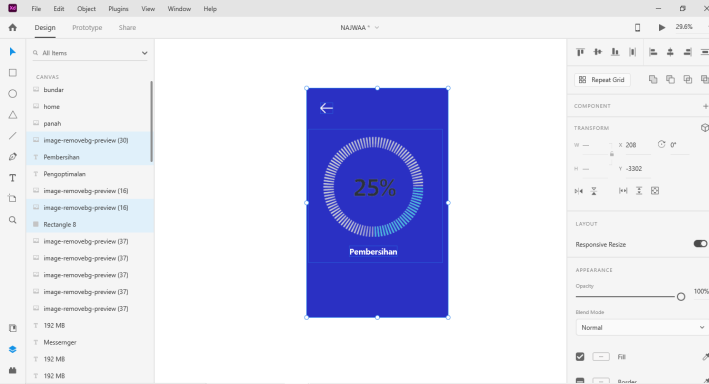 Xd File Edit Object Plugins View Window Help
Design Prototype Share NAJWAA * 29.6%
All Items
CANVAS
bundar
home
panah
image-removebg-preview (30)
Pembersihan
Pengoptimalan
image-removebg-preview (16)
image-removebg-preview (16)
Rectangle 8
image-removebg-preview (37)
image-removebg-preview (37)
image-removebg-preview (37)
image-removebg-preview (37)
image-removebg-preview (37)
192 MB
Messernger
192 MB
192 MB
25%
Pembersihan
Repeat Grid
COMPONENT
TRANSFORM
W --- X 208 0°
H --- Y -3302
LAYOUT
Responsive Resize
APPEARANCE
Opacity
100%
Blend Mode
Normal
Fill
Border